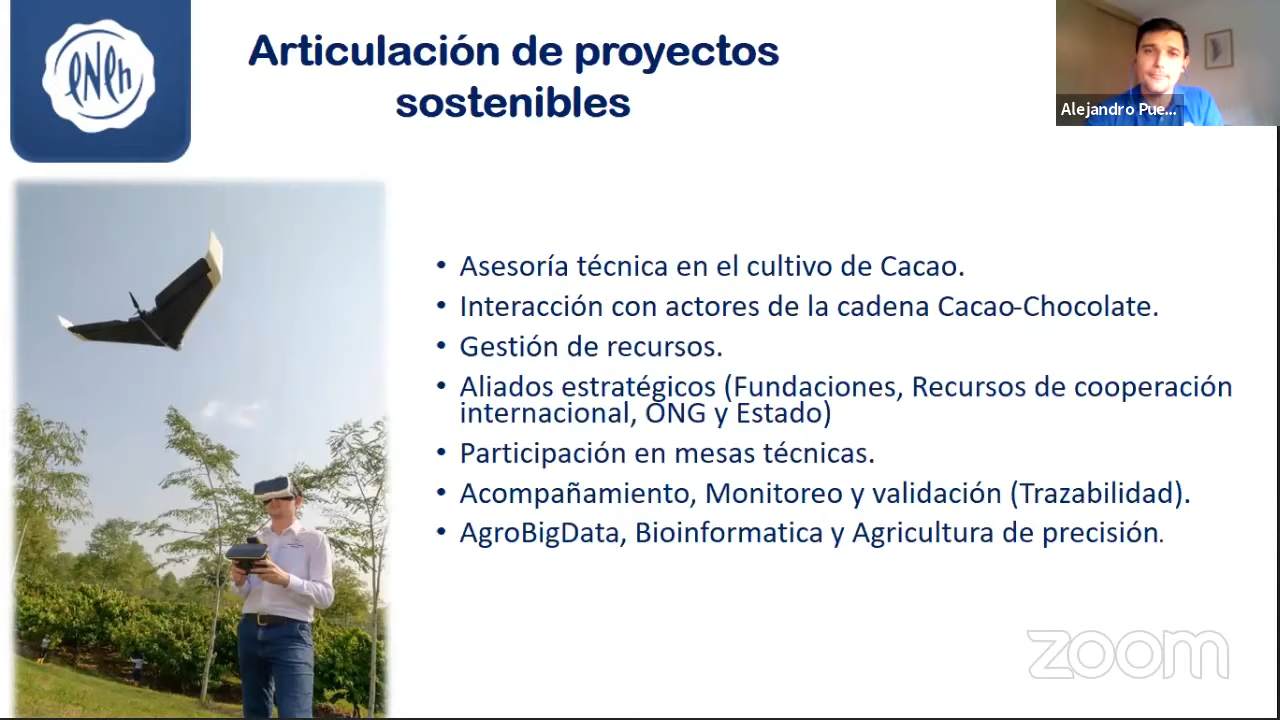 Articulación de proyectos
sostenibles
Alejandro Pue...
• Asesoría técnica en el cultivo de Cacao.
• Interacción con actores de la cadena Cacao-Chocolate.
• Gestión de recursos.
• Aliados estratégicos (Fundaciones, Recursos de cooperación
internacional, ONG y Estado)
• Participación en mesas técnicas.
• Acompañamiento, Monitoreo y validación (Trazabilidad).
• AgroBigData, Bioinformatica y Agricultura de precisión.
zoom